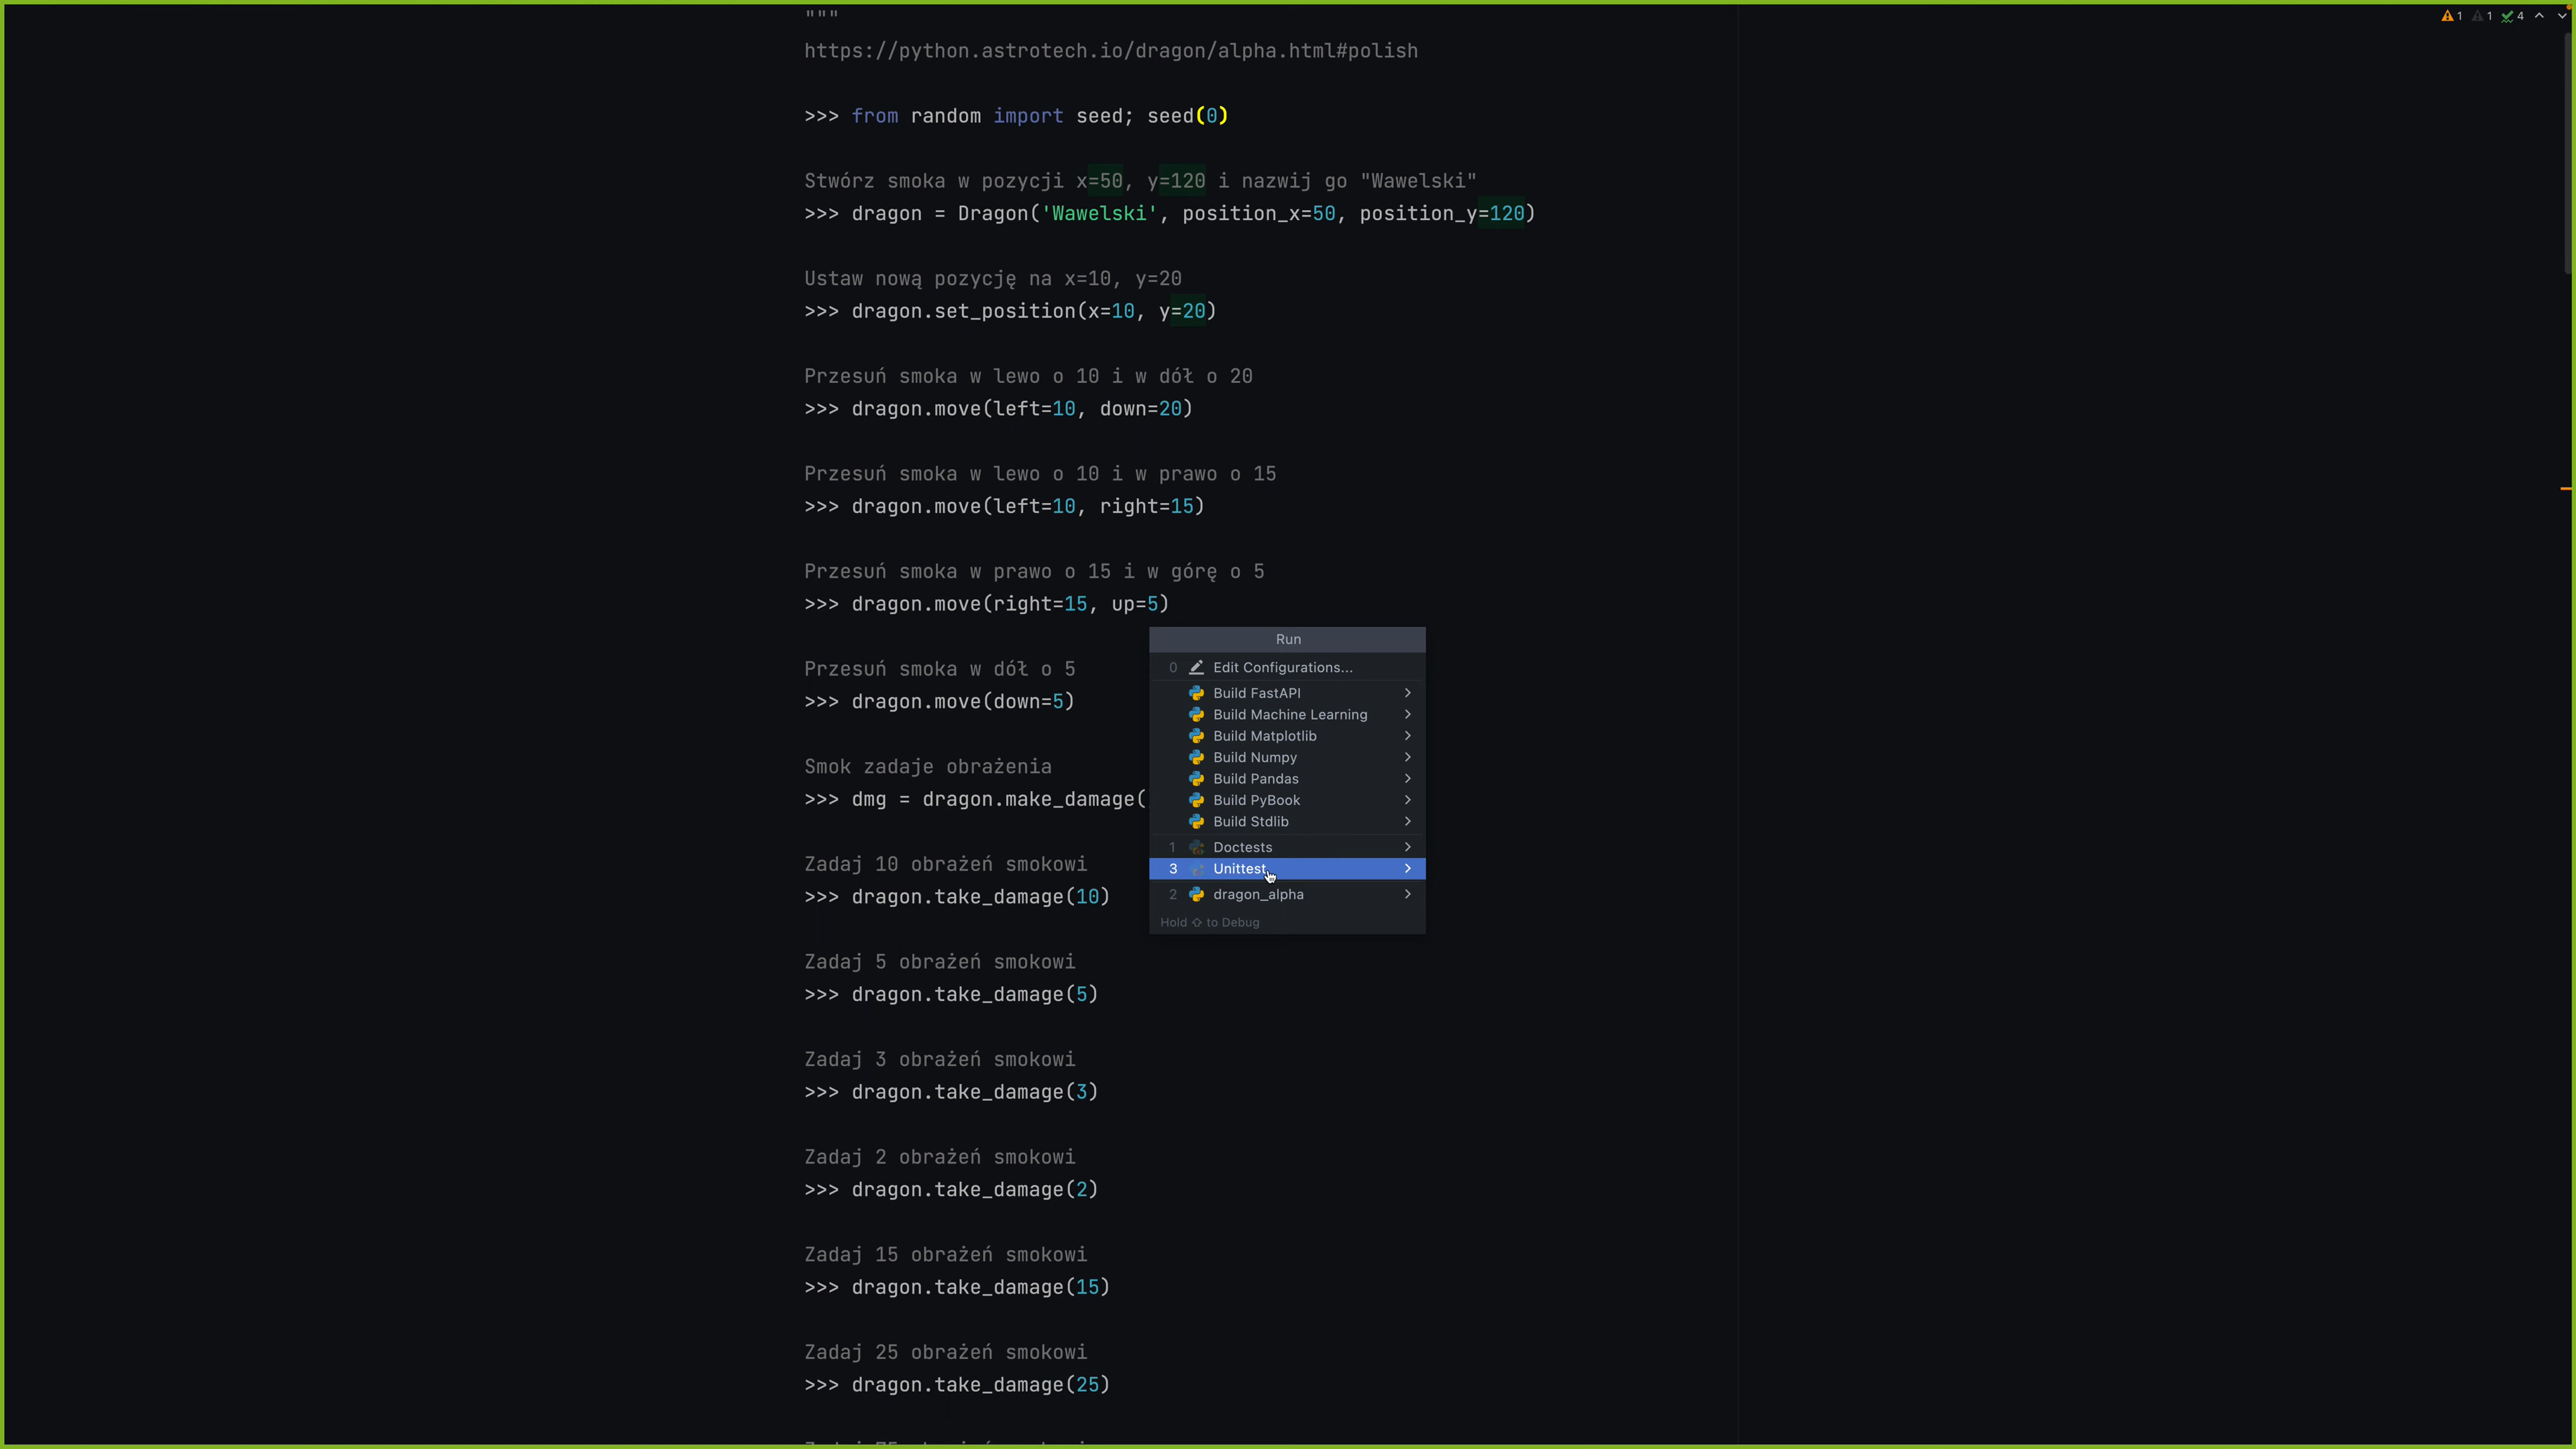 """
1 1 4
https://python.astrotech.io/dragon/alpha.html#polish
>>> from random import seed; seed(0)
Stwórz smoka w pozycji x=50, y=120 i nazwij go "Wawelski"
>>> dragon = Dragon('Wawelski', position_x=50, position_y=120)
Ustaw nową pozycję na x=10, y=20
>>> dragon.set_position(x=10, y=20)
Przesuń smoka w lewo o 10 i w dół o 20
>>> dragon.move(left=10, down=20)
Przesuń smoka w lewo o 10 i w prawo o 15
>>> dragon.move(left=10, right=15)
Przesuń smoka w prawo o 15 i w górę o 5
>>> dragon.move(right=15, up=5)
Przesuń smoka w dół o 5
>>> dragon.move(down=5)
Smok zadaje obrażenia
>>> dmg = dragon.make_damage(
Zadaj 10 obrażeń smokowi
>>> dragon.take_damage(10)
Zadaj 5 obrażeń smokowi
>>> dragon.take_damage(5)
Zadaj 3 obrażeń smokowi
>>> dragon.take_damage(3)
Zadaj 2 obrażeń smokowi
>>> dragon.take_damage(2)
Zadaj 15 obrażeń smokowi
>>> dragon.take_damage(15)
Zadaj 25 obrażeń smokowi
>>> dragon.take_damage(25)
Run
0 Edit Configurations...
Build FastAPI
Build Machine Learning
Build Matplotlib
Build Numpy
Build Pandas
Build PyBook
Build Stdlib
1 Doctests
3 Unittest
2 dragon_alpha
Hold ⇧ to Debug